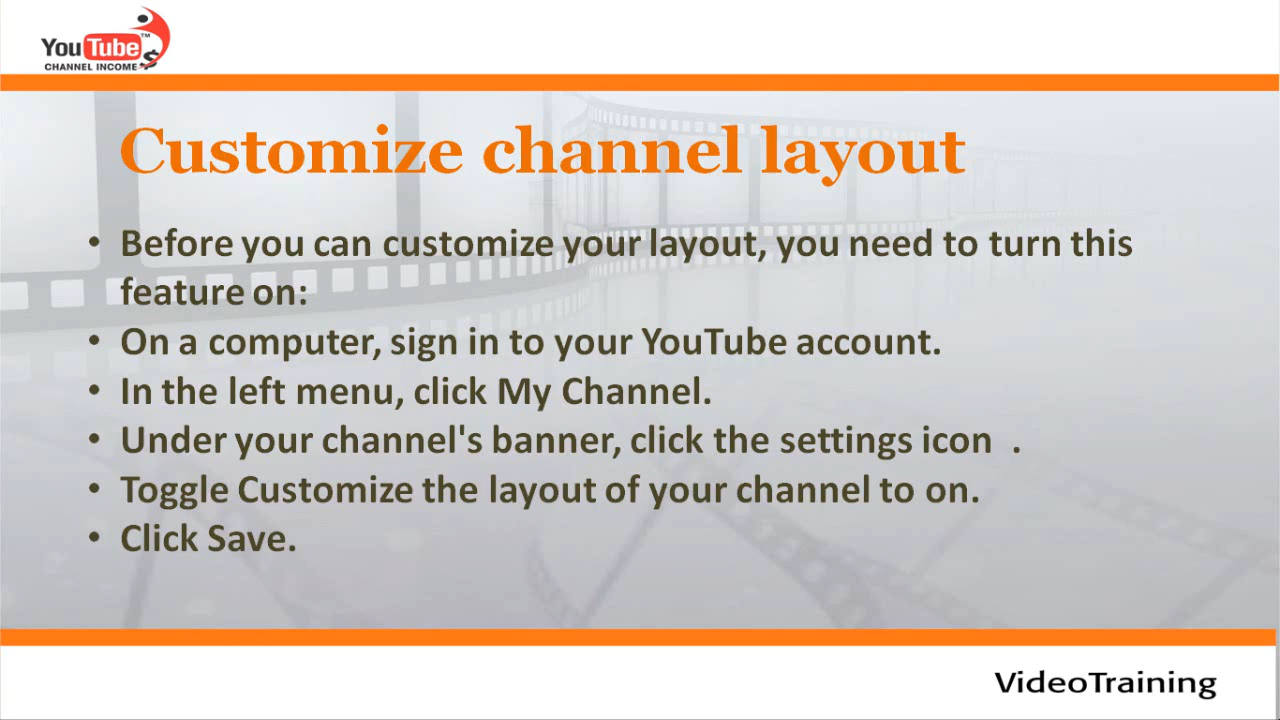 YouTube™
CHANNEL INCOME
Customize channel layout
• Before you can customize your layout, you need to turn this
feature on:
• On a computer, sign in to your YouTube account.
• In the left menu, click My Channel.
• Under your channel's banner, click the settings icon .
• Toggle Customize the layout of your channel to on.
• Click Save.
VideoTraining